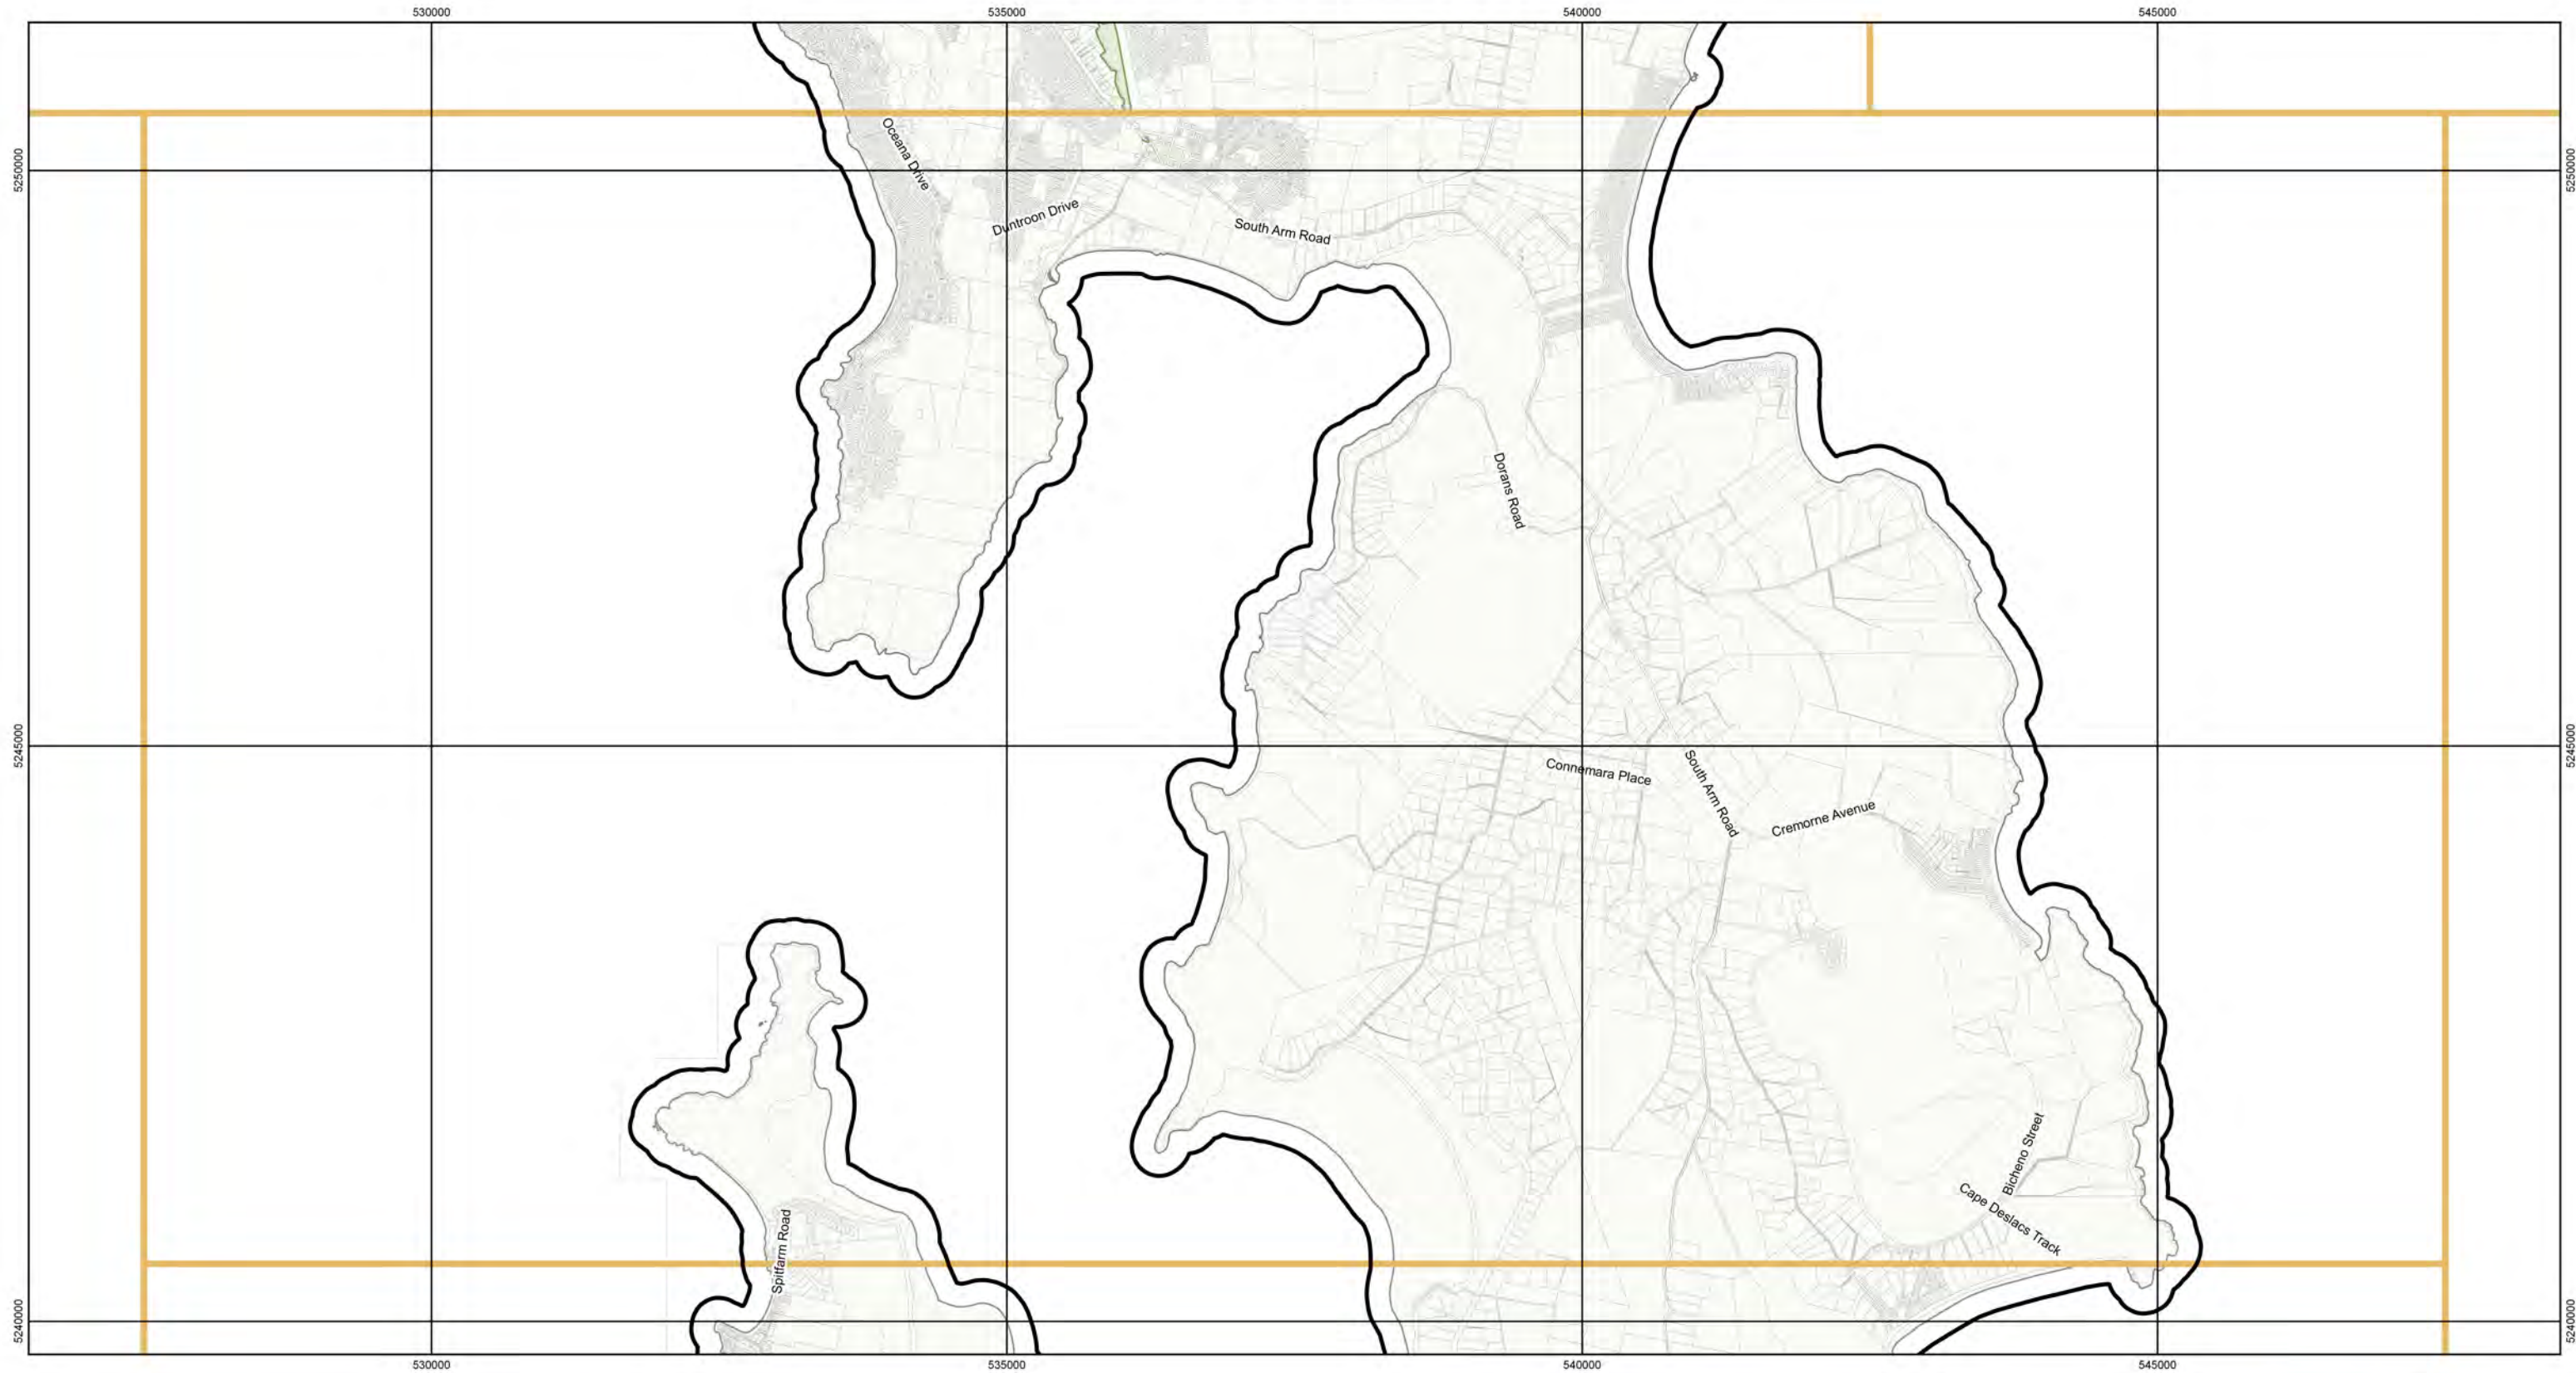 530000
535000
540000
545000
Oceana Drive
5250000
5250000
Duntroon Drive
South Arm Road
Dorans Road
5245000
5245000
Connemara Place
South Arm Road
Cremorne Avenue
Bicheno Street
Cape Deslacs Track
Spitfarm Road
5240000
5240000
530000
535000
540000
545000